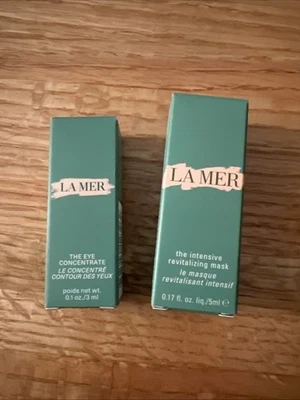 LA MER
THE EYE
CONCENTRATE
LE CONCENTRÉ
CONTOUR DES YEUX
poids net wt.
0.1 oz./3 ml
LA MER
the intensive
revitalizing mask
le masque
revitalisant intensif
0.17 fl. oz. liq./5ml e